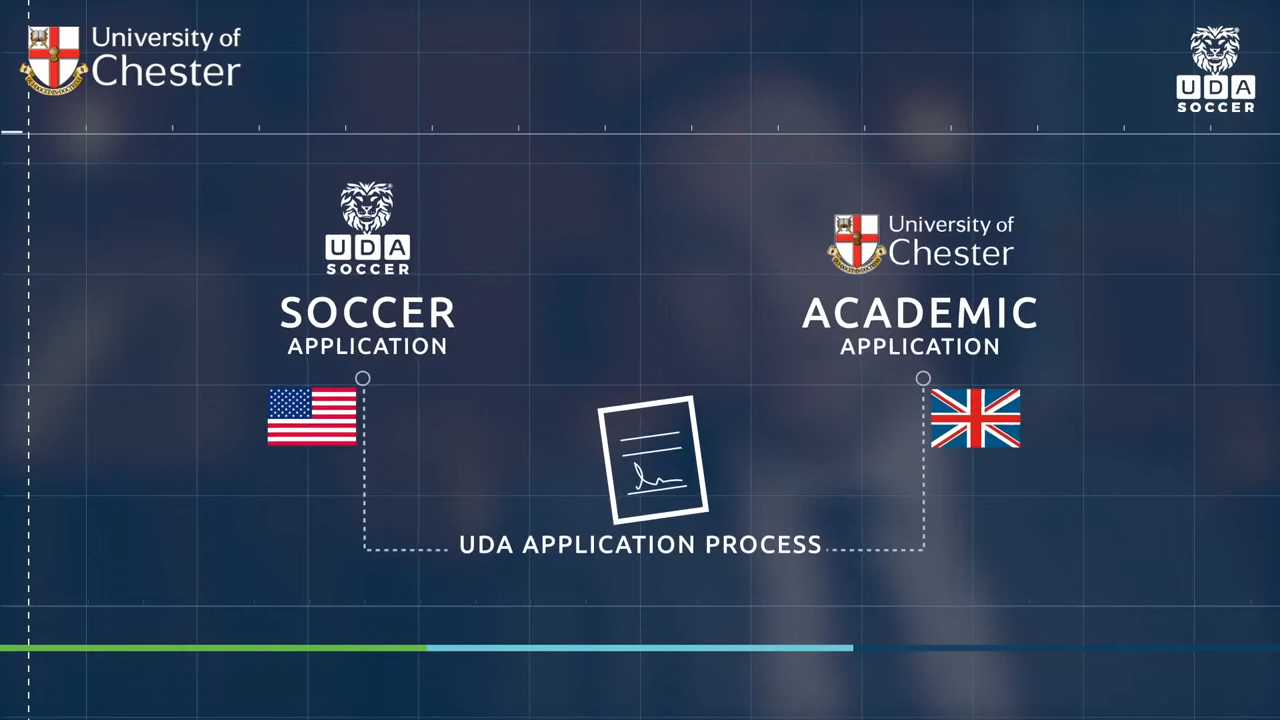 University of
Chester
UDA
SOCCER
UDA
SOCCER
SOCCER
APPLICATION
University of
Chester
ACADEMIC
APPLICATION
UDA APPLICATION PROCESS